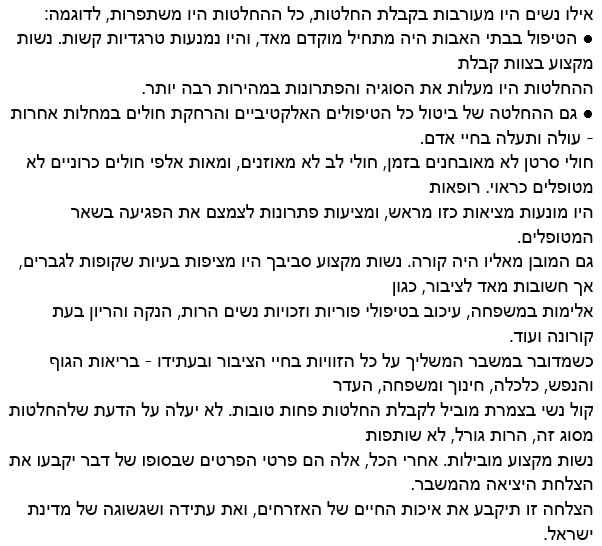 אילו נשים היו מעורבות בקבלת החלטות, כל ההחלטות היו משתפרות, לדוגמה:
● הטיפול בבתי האבות היה מתחיל מוקדם מאד, והיו נמנעות טרגדיות קשות. נשות
מקצוע בצוות קבלת
ההחלטות היו מעלות את הסוגיה והפתרונות במהירות רבה יותר.
● גם ההחלטה של ביטול כל הטיפולים האלקטיביים והרחקת חולים במחלות אחרות
- עולה ותעלה בחיי אדם.
חולי סרטן לא מאובחנים בזמן, חולי לב לא מאוזנים, ומאות אלפי חולים כרוניים לא
מטופלים כראוי. רופאות
היו מונעות מציאות כזו מראש, ומציעות פתרונות לצמצם את הפגיעה בשאר
המטופלים.
גם המובן מאליו היה קורה. נשות מקצוע סביבך היו מציפות בעיות שקופות לגברים,
אך חשובות מאד לציבור, כגון
אלימות במשפחה, עיכוב בטיפולי פוריות וזכויות נשים הרות, הנקה והריון בעת
קורונה ועוד.
כשמדובר במשבר המשליך על כל הזוויות בחיי הציבור ובעתידו - בריאות הגוף
והנפש, כלכלה, חינוך ומשפחה, העדר
קול נשי בצמרת מוביל לקבלת החלטות פחות טובות. לא יעלה על הדעת שלהחלטות
מסוג זה, הרות גורל, לא שותפות
נשות מקצוע מובילות. אחרי הכל, אלה הם פרטי הפרטים שבסופו של דבר יקבעו את
הצלחת היציאה מהמשבר.
הצלחה זו תיקבע את איכות החיים של האזרחים, ואת עתידה ושגשוגה של מדינת
ישראל.